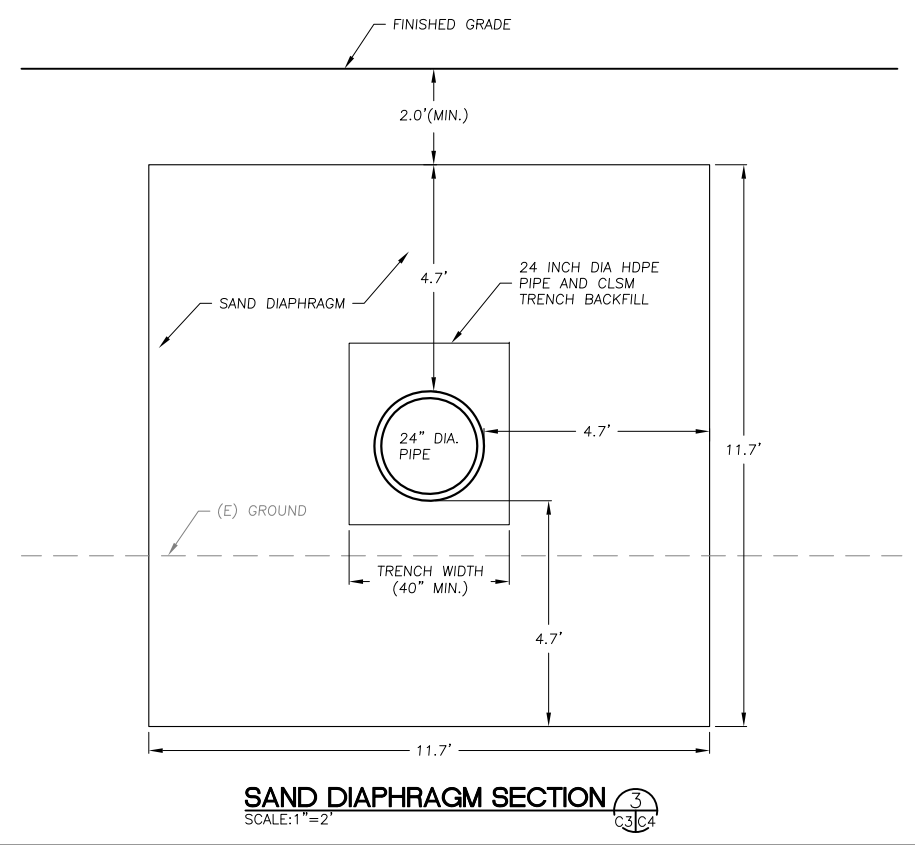 FINISHED GRADE
2.0'(MIN.)
24 INCH DIA HDPE
PIPE AND CLSM
TRENCH BACKFILL
4.7'
SAND DIAPHRAGM
24" DIA.
PIPE
4.7'
11.7'
(E) GROUND
TRENCH WIDTH
(40" MIN.)
4.7'
11.7'
SAND DIAPHRAGM SECTION
SCALE:1"=2'
3
C3 C4